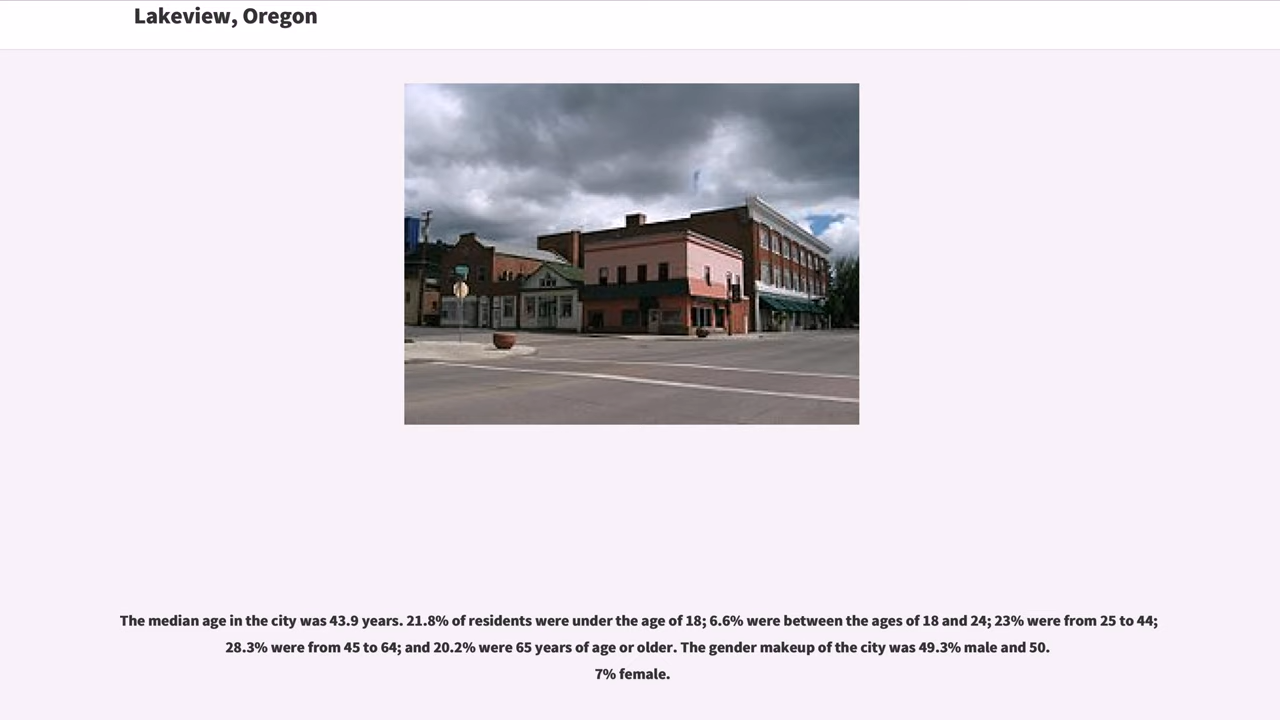 Lakeview, Oregon
The median age in the city was 43.9 years. 21.8% of residents were under the age of 18; 6.6% were between the ages of 18 and 24; 23% were from 25 to 44;
28.3% were from 45 to 64; and 20.2% were 65 years of age or older. The gender makeup of the city was 49.3% male and 50.
7% female.